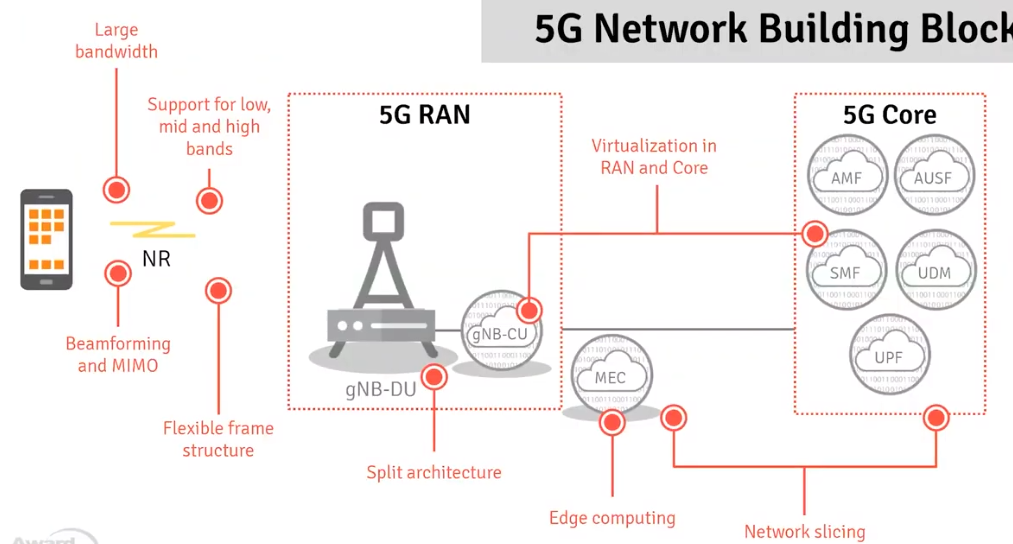 5G Network Building Block
Large
bandwidth
Support for low,
mid and high
bands
NR
Beamforming
and MIMO
Flexible frame
structure
5G RAN
gNB-DU
gNB-CU
Split architecture
Virtualization in
RAN and Core
MEC
Edge computing
5G Core
AMF
AUSF
SMF
UDM
UPF
Network slicing
Award